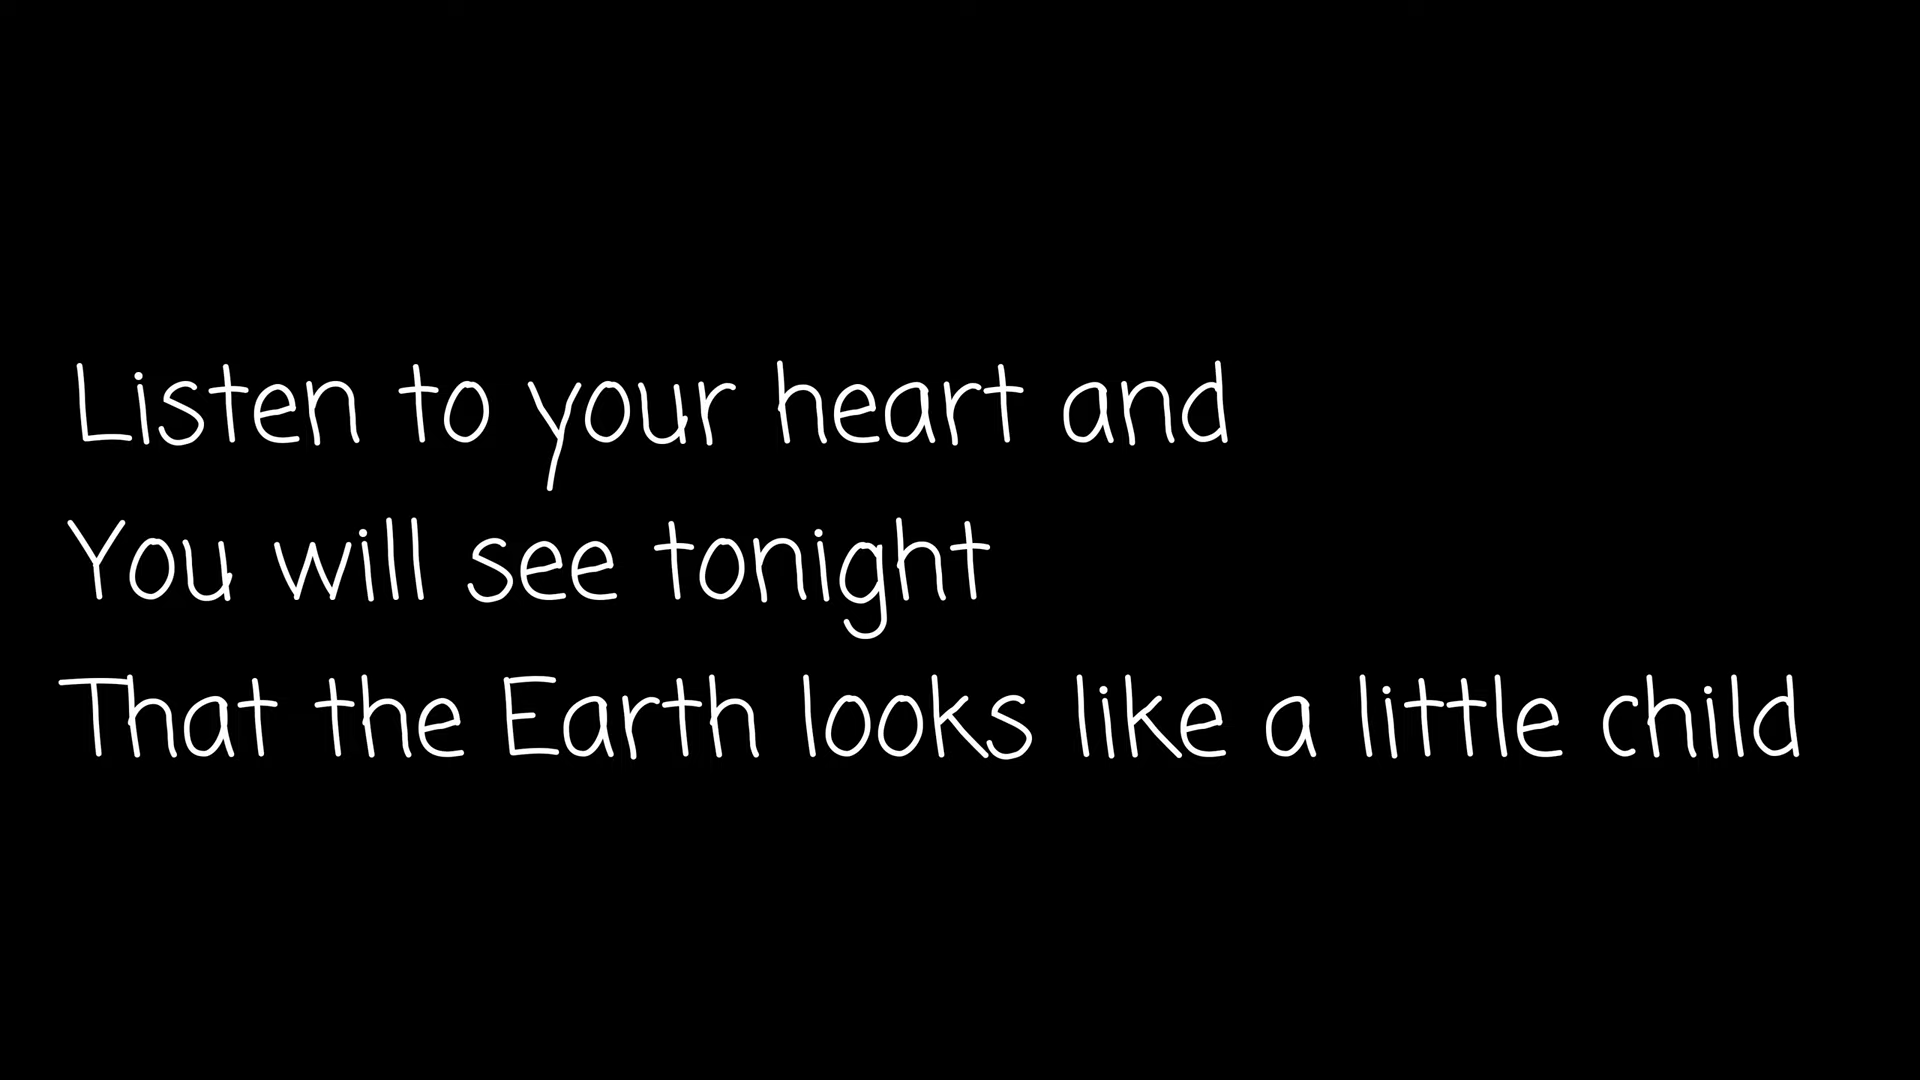 Listen to your heart and
You will see tonight
That the Earth looks like a little child